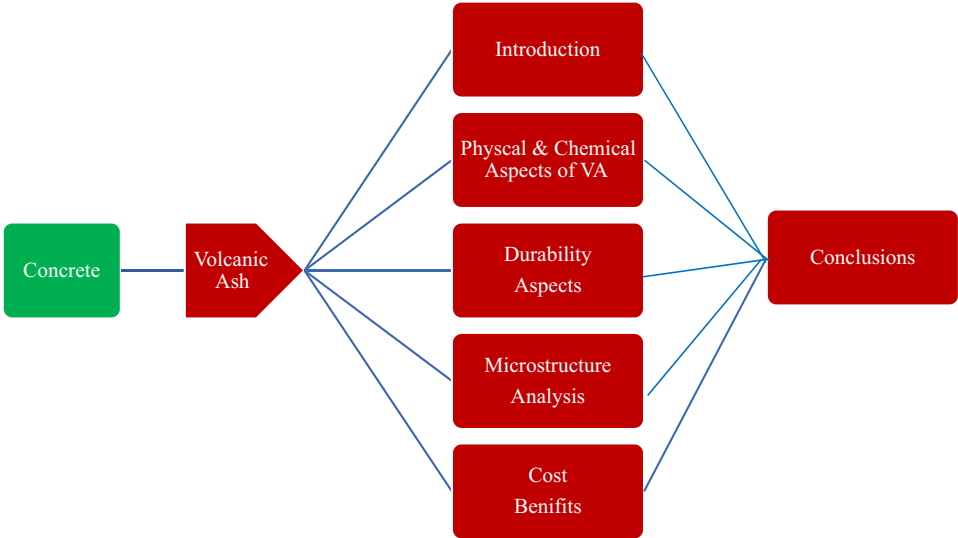 Concrete
Volcanic
Ash
Introduction
Physcal & Chemical
Aspects of VA
Durability
Aspects
Microstructure
Analysis
Cost
Benifits
Conclusions